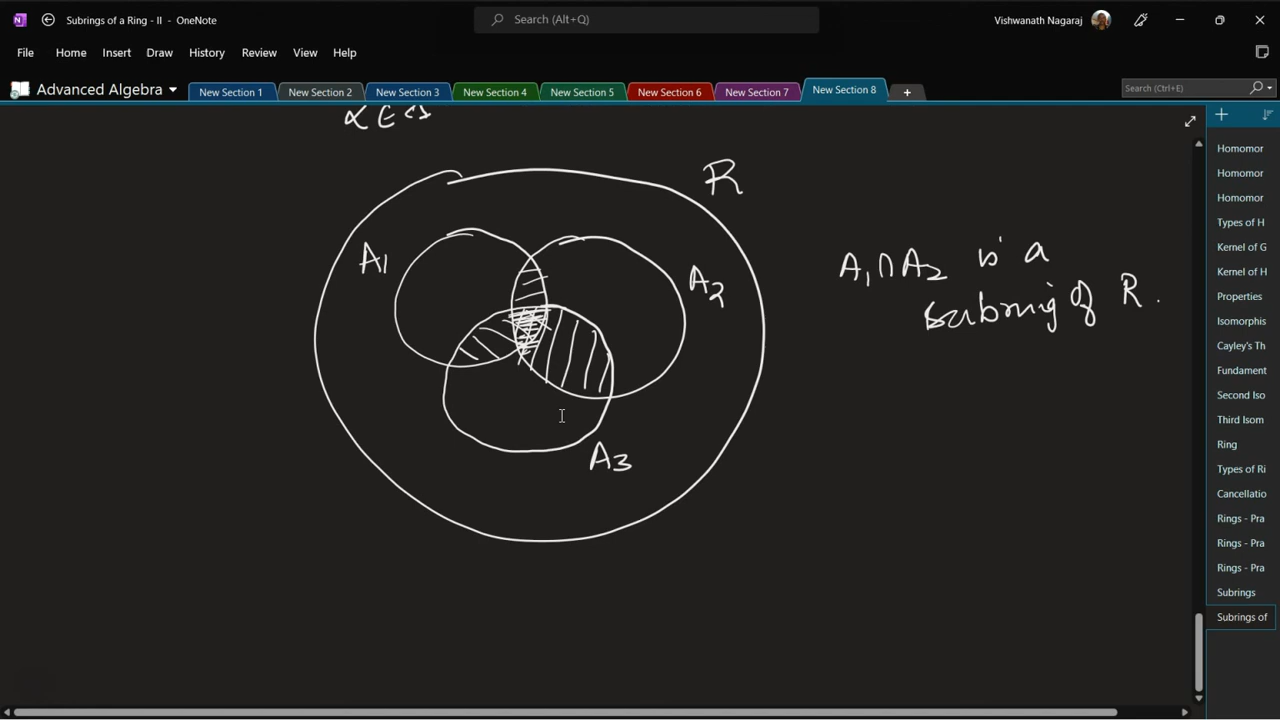 Subrings of a Ring - II - OneNote
Search (Alt+Q)
Vishwanath Nagaraj
File Home Insert Draw History Review View Help
Advanced Algebra
New Section 1 New Section 2 New Section 3 New Section 4 New Section 5 New Section 6 New Section 7 New Section 8
Search (Ctrl+E)
R
A1
A2
A3
A1∩A2 is a
subring of R.
Homomor
Homomor
Homomor
Types of H
Kernel of G
Kernel of H
Properties
Isomorphis
Cayley's Th
Fundament
Second Iso
Third Isom
Ring
Types of Ri
Cancellatio
Rings - Pra
Rings - Pra
Rings - Pra
Subrings
Subrings of